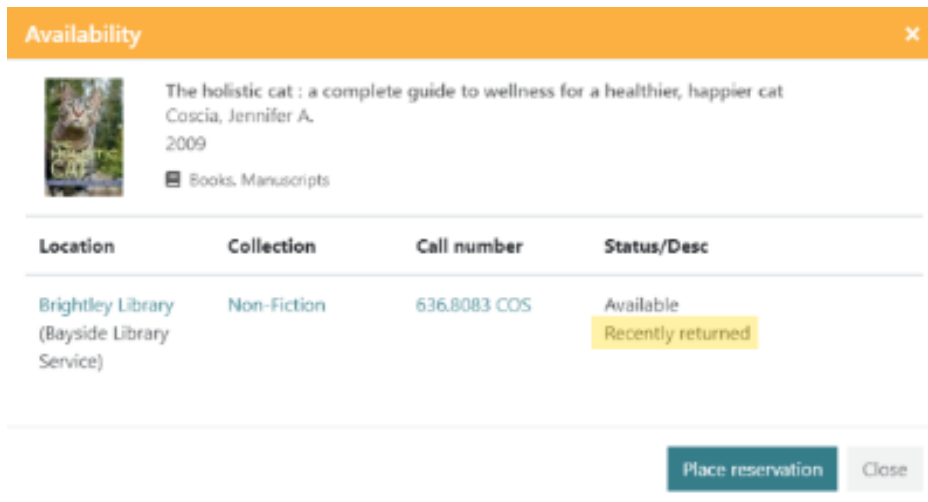 Availability ×
The holistic cat : a complete guide to wellness for a healthier, happier cat
Coscia, Jennifer A.
2009
Books, Manuscripts
HOLISTIC
CAT
Location Collection Call number Status/Desc
Brightley Library Non-Fiction 636.8083 COS Available
(Bayside Library Recently returned
Service)
Place reservation Close